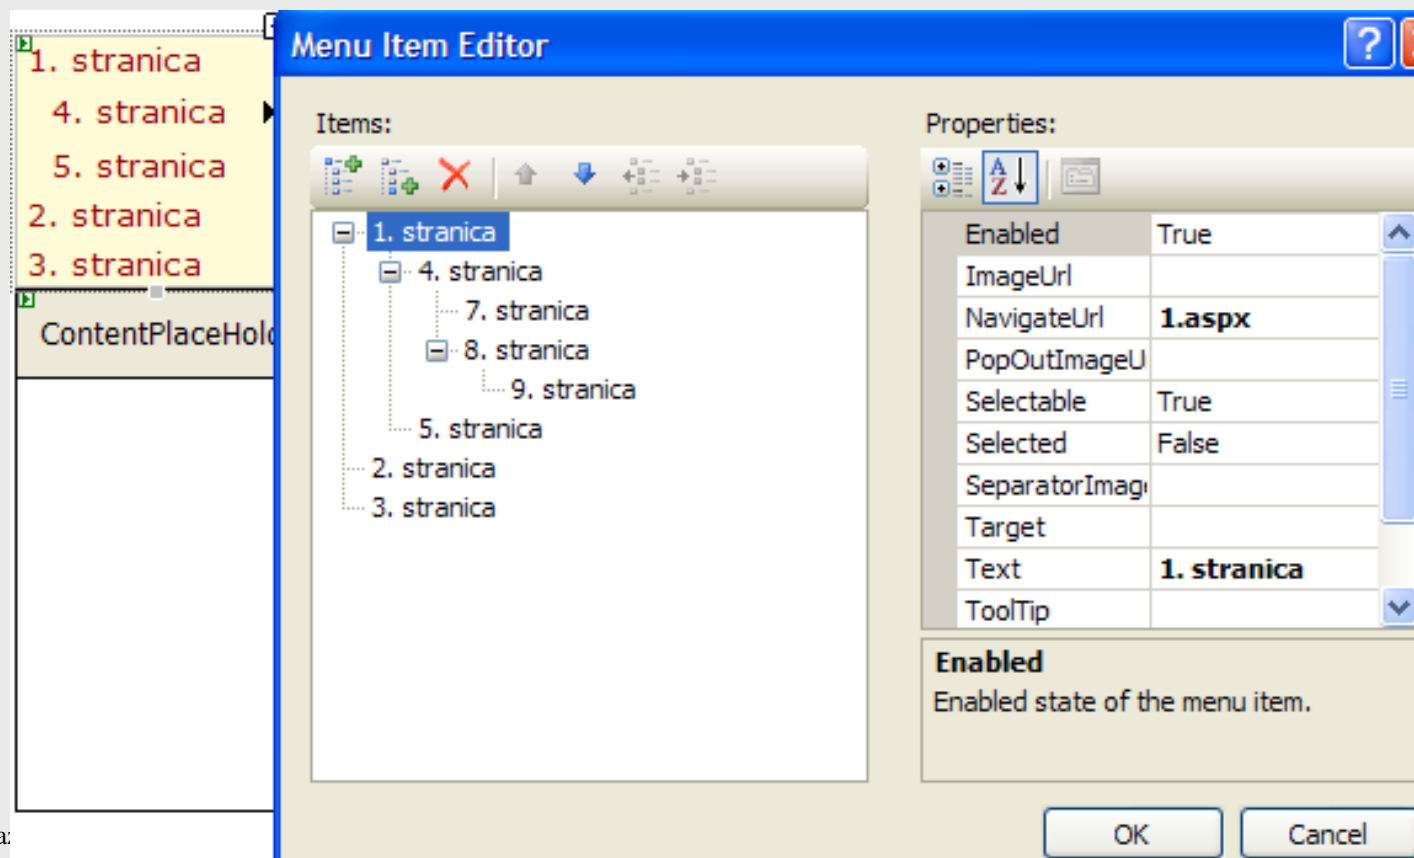 1. stranica
4. stranica
5. stranica
2. stranica
3. stranica
Menu Item Editor
Items:
1. stranica
4. stranica
7. stranica
8. stranica
9. stranica
5. stranica
2. stranica
3. stranica
Properties:
Enabled True
ImageUrl
NavigateUrl 1.aspx
PopOutImageU
Selectable True
Selected False
SeparatorImag
Target
Text 1. stranica
ToolTip
Enabled
Enabled state of the menu item.
OK Cancel
ContentPlaceHol